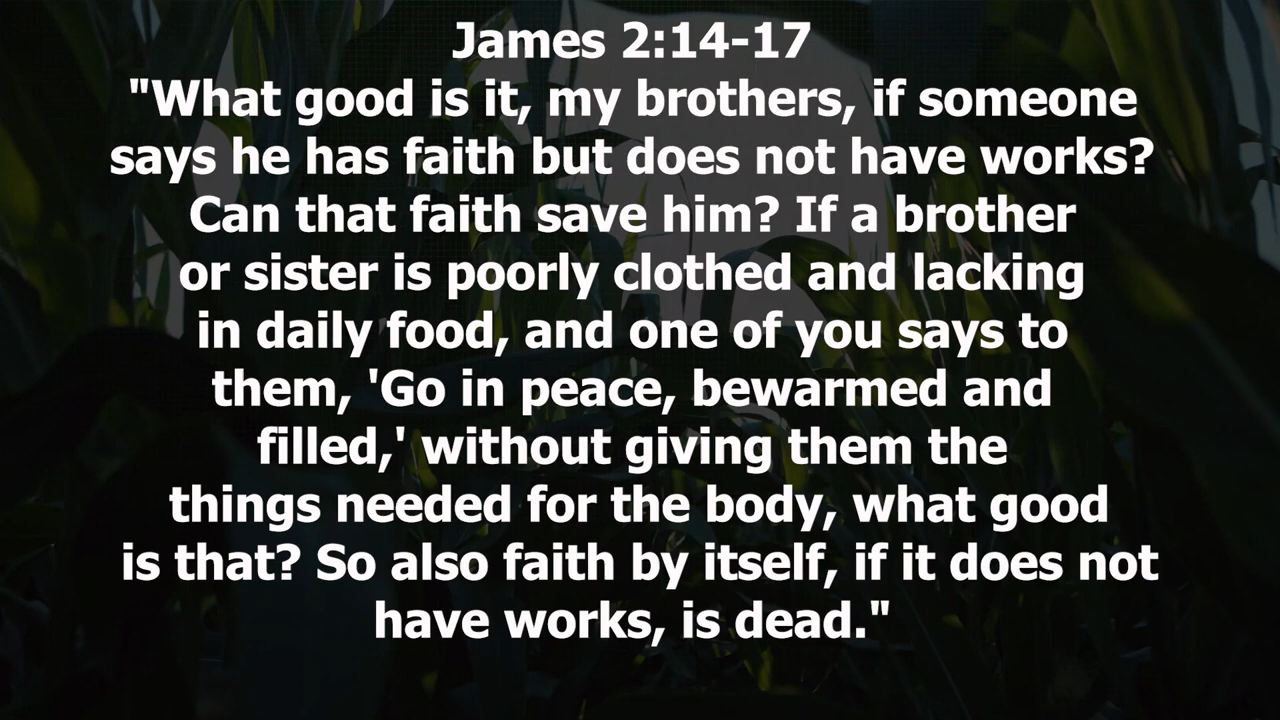 James 2:14-17
"What good is it, my brothers, if someone
says he has faith but does not have works?
Can that faith save him? If a brother
or sister is poorly clothed and lacking
in daily food, and one of you says to
them, 'Go in peace, bewarmed and
filled,' without giving them the
things needed for the body, what good
is that? So also faith by itself, if it does not
have works, is dead."